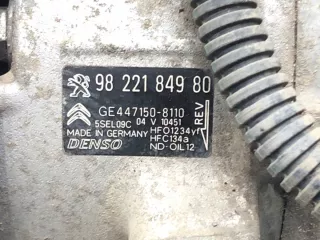 98 221 849 80
GE447150-8110
5SEL09C 04 V 10451
MADE IN GERMANY HFO1234yf
HFC134a
DENSO ND-OIL12
REV